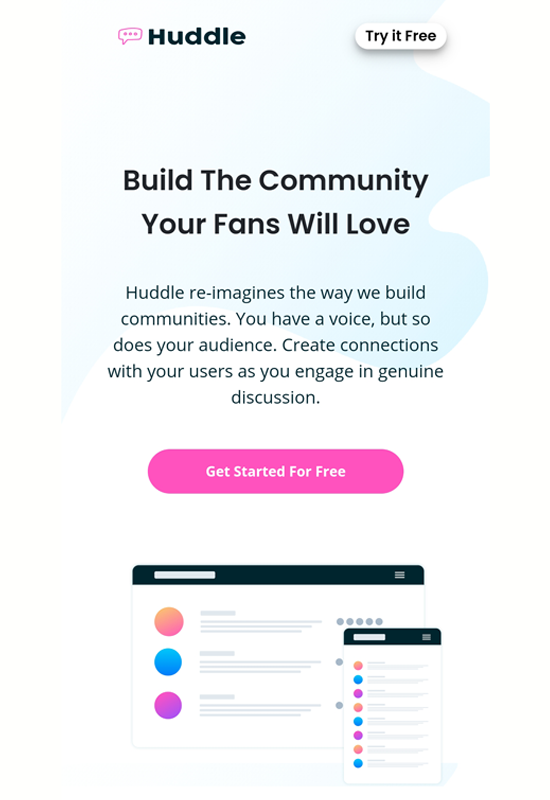 Huddle
Try it Free
Build The Community
Your Fans Will Love
Huddle re-imagines the way we build
communities. You have a voice, but so
does your audience. Create connections
with your users as you engage in genuine
discussion.
Get Started For Free